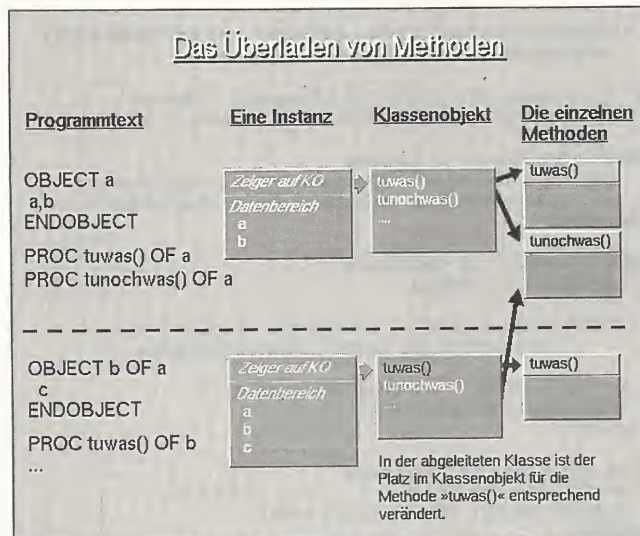 Das Überladen von Methoden
Programmtext
Eine Instanz
Klassenobjekt
Die einzelnen
Methoden
OBJECT a
a,b
ENDOBJECT
PROC tuwas() OF a
PROC tunochwas() OF a
Zeiger auf KO
Datenbereich
a
b
tuwas()
tunochwas()
....
tuwas()
tunochwas()
OBJECT b OF a
c
ENDOBJECT
PROC tuwas() OF b
...
Zeiger auf KO
Datenbereich
a
b
c
tuwas()
tunochwas()
...
tuwas()
In der abgeleiteten Klasse ist der
Platz im Klassenobjekt für die
Methode »tuwas()« entsprechend
verändert.